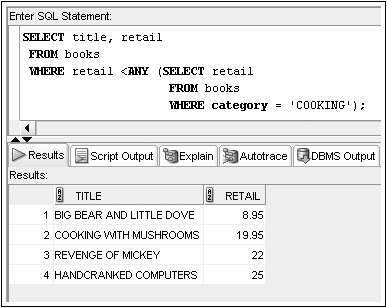 Enter SQL Statement:
SELECT title, retail
FROM books
WHERE retail <ANY (SELECT retail
FROM books
WHERE category = 'COOKING');
Results Script Output Explain Autotrace DBMS Output
Results:
TITLE RETAIL
1 BIG BEAR AND LITTLE DOVE 8.95
2 COOKING WITH MUSHROOMS 19.95
3 REVENGE OF MICKEY 22
4 HANDCRANKED COMPUTERS 25